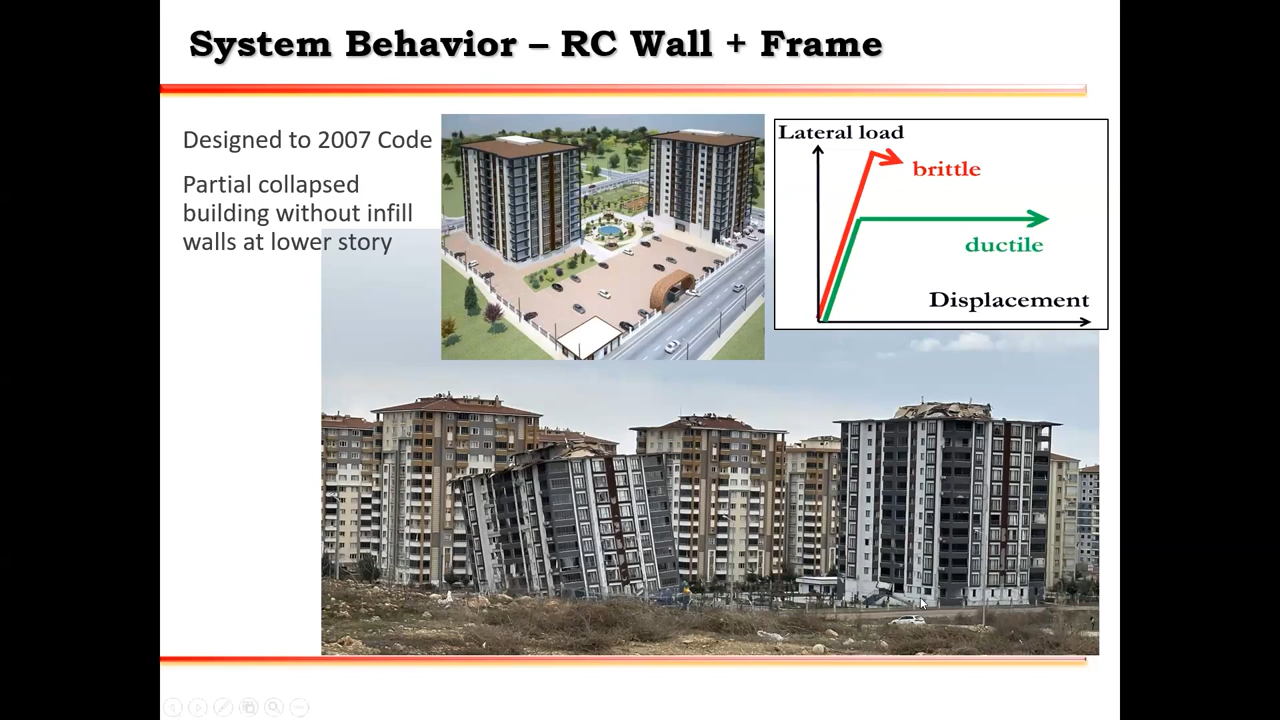 System Behavior – RC Wall + Frame
Designed to 2007 Code
Partial collapsed
building without infill
walls at lower story
Lateral load
brittle
ductile
Displacement